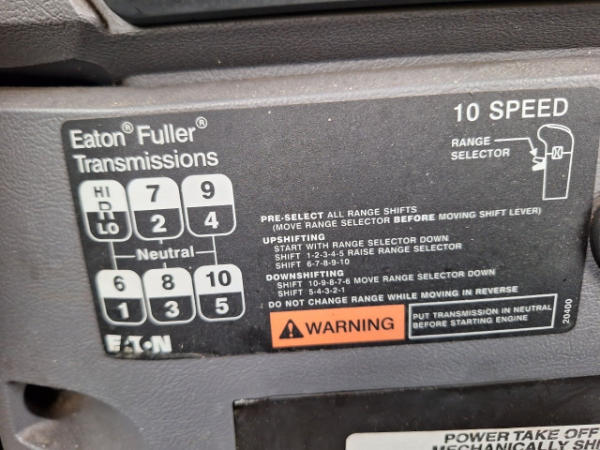 Eaton® Fuller®
Transmissions
10 SPEED
RANGE
SELECTOR
HI 7 9
R
LO 2 4
Neutral
6 8 10
1 3 5
EATON
PRE-SELECT ALL RANGE SHIFTS
(MOVE RANGE SELECTOR BEFORE MOVING SHIFT LEVER)
UPSHIFTING
START WITH RANGE SELECTOR DOWN
SHIFT 1-2-3-4-5 RAISE RANGE SELECTOR
SHIFT 6-7-8-9-10
DOWNSHIFTING
SHIFT 10-9-8-7-6 MOVE RANGE SELECTOR DOWN
SHIFT 5-4-3-2-1
DO NOT CHANGE RANGE WHILE MOVING IN REVERSE
WARNING
PUT TRANSMISSION IN NEUTRAL
BEFORE STARTING ENGINE
20400
POWER TAKE OFF
MECHANICALLY